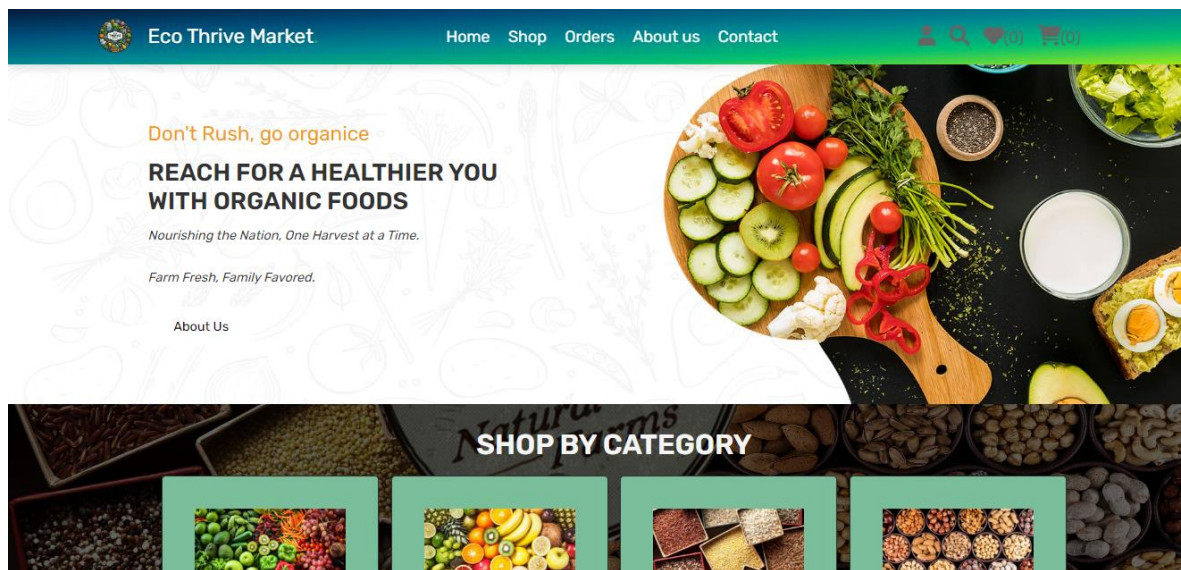 Eco Thrive Market.
Home Shop Orders About us Contact
(0) (0)
Don't Rush, go organice
REACH FOR A HEALTHIER YOU
WITH ORGANIC FOODS
Nourishing the Nation, One Harvest at a Time.
Farm Fresh, Family Favored.
About Us
Natural
Farms
SHOP BY CATEGORY